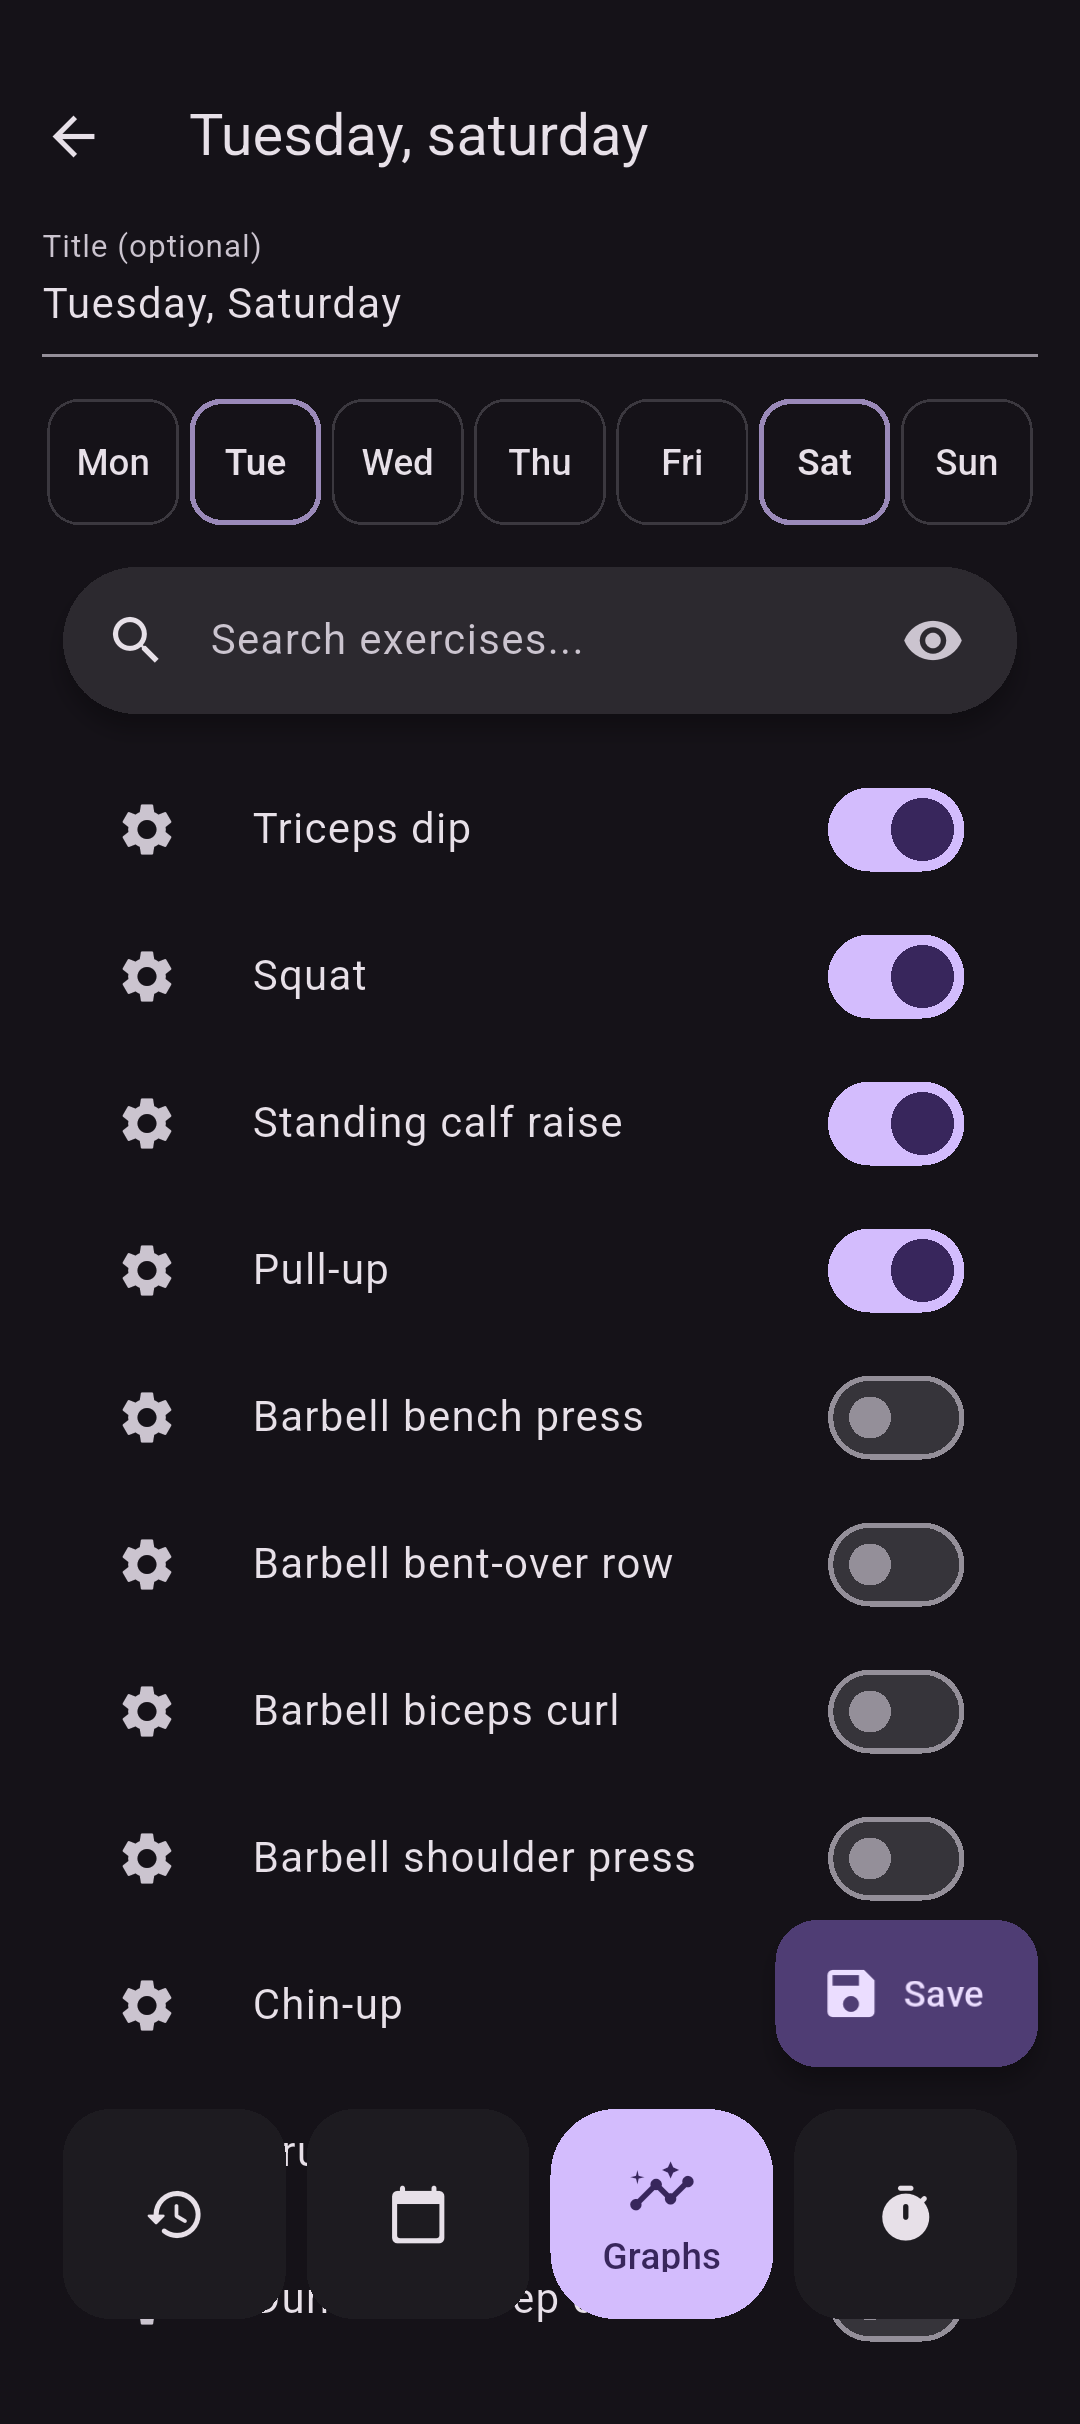 Tuesday, saturday
Title (optional)
Tuesday, Saturday
Mon Tue Wed Thu Fri Sat Sun
Search exercises...
Triceps dip
Squat
Standing calf raise
Pull-up
Barbell bench press
Barbell bent-over row
Barbell biceps curl
Barbell shoulder press
Chin-up
Save
Graphs